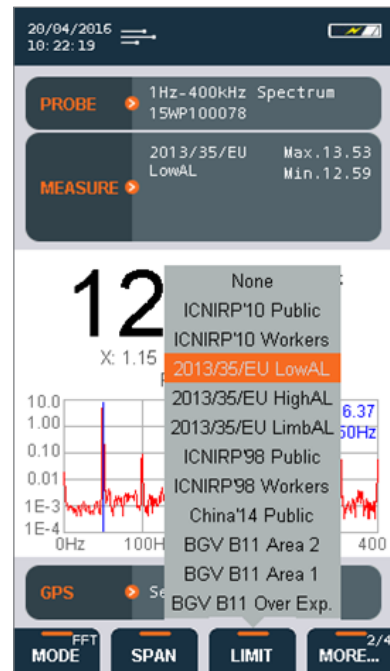 20/04/2016
10:22:19
PROBE
1Hz-400kHz Spectrum
15WP100078
MEASURE
2013/35/EU Max.13.53
LowAL Min.12.59
12
X: 1.15
None
ICNIRP'10 Public
ICNIRP'10 Workers
2013/35/EU LowAL
2013/35/EU HighAL
2013/35/EU LimbAL
ICNIRP'98 Public
ICNIRP'98 Workers
China'14 Public
BGV B11 Area 2
BGV B11 Area 1
BGV B11 Over Exp.
6.37
50Hz
10.0
1.00
0.10
0.01
1E-3
1E-4
0Hz 100H 400
GPS
Se
FFT
MODE
SPAN
LIMIT
2/4
MORE...